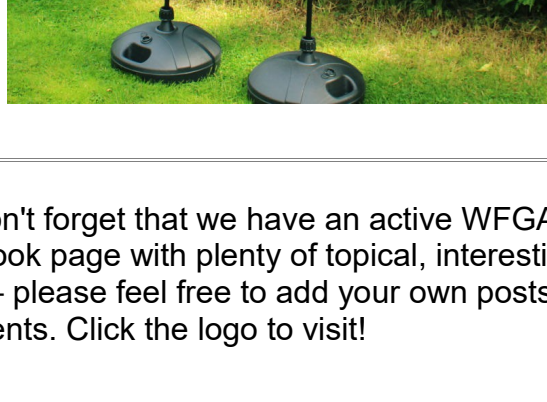 on't forget that we have an active WFGA
ook page with plenty of topical, interesti
- please feel free to add your own posts
ents. Click the logo to visit!